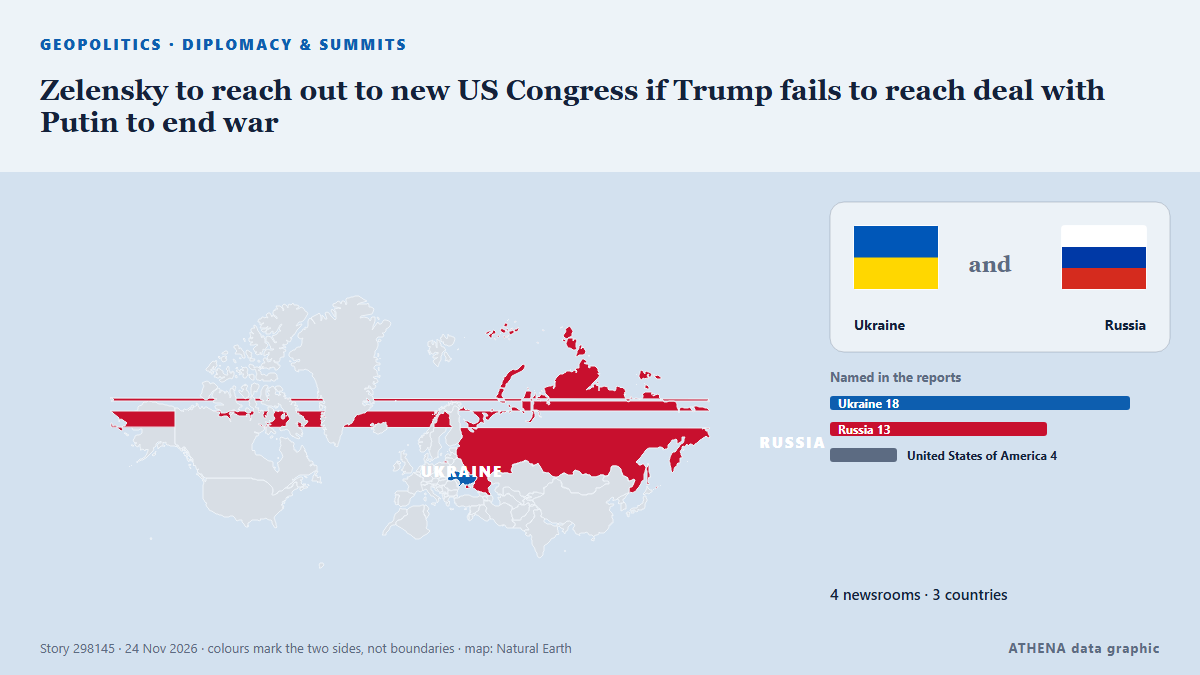 GEOPOLITICS · DIPLOMACY & SUMMITS
Zelensky to reach out to new US Congress if Trump fails to reach deal with
Putin to end war
and
Ukraine
Russia
Named in the reports
Ukraine 18
Russia 13
United States of America 4
RUSSIA
UKRAINE
4 newsrooms · 3 countries
Story 298145 · 24 Nov 2026 · colours mark the two sides, not boundaries · map: Natural Earth
ATHENA data graphic